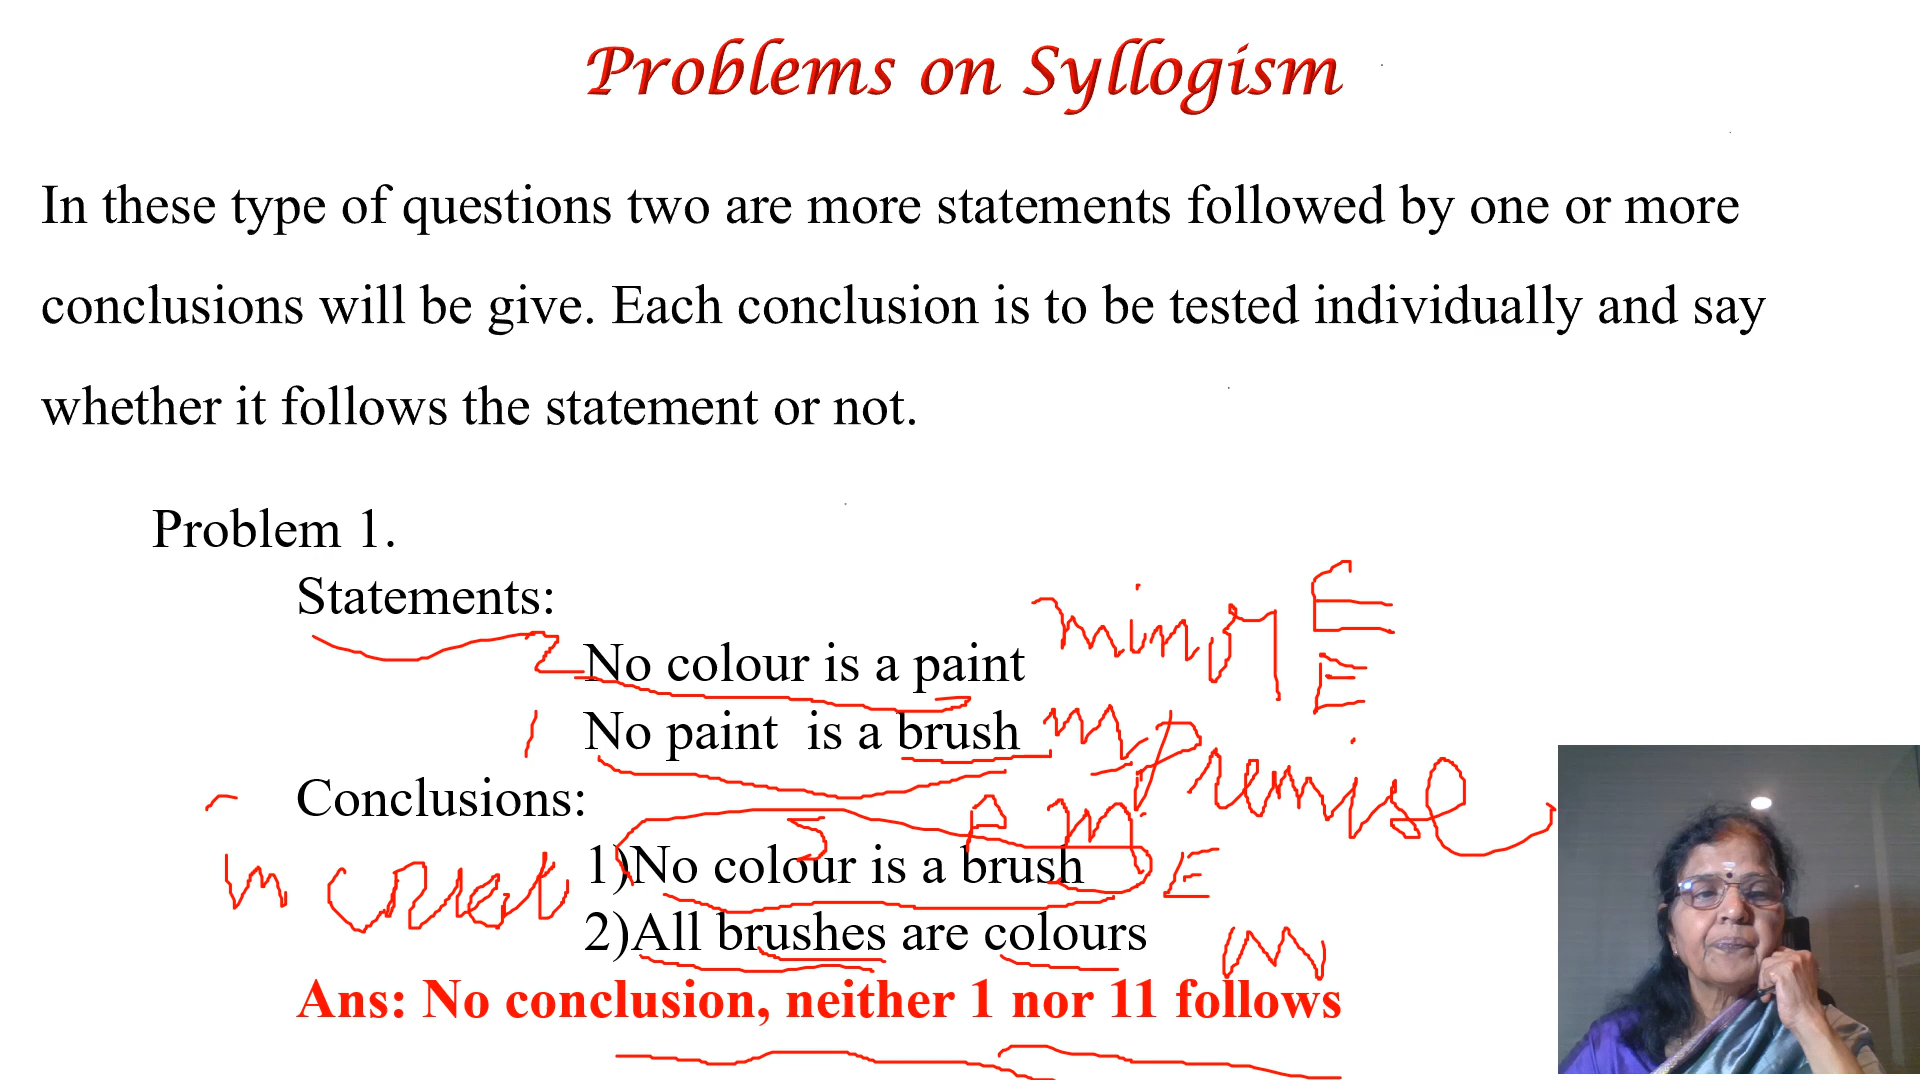 Problems on Syllogism
In these type of questions two are more statements followed by one or more
conclusions will be give. Each conclusion is to be tested individually and say
whether it follows the statement or not.
Problem 1.
Statements:
minor E
2 No colour is a paint
E
1 No paint is a brush
m Premise
Conclusions:
S P m
1)No colour is a brush E
2)All brushes are colours
m
Ans: No conclusion, neither 1 nor 11 follows